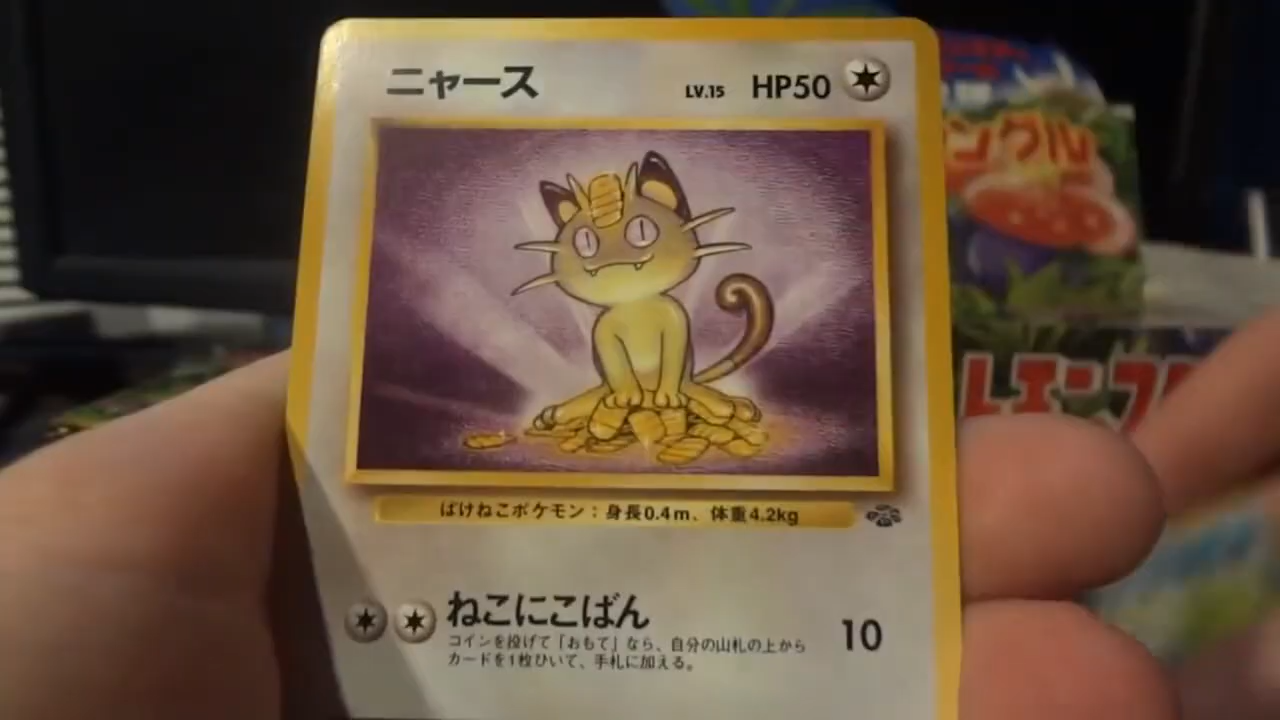 ニャース LV.15 HP50
ばけねこポケモン：身長0.4m、体重4.2kg
ねこにこばん 10
コインを投げて「おもて」なら、自分の山札の上から
カードを1枚ひいて、手札に加える。
ングル